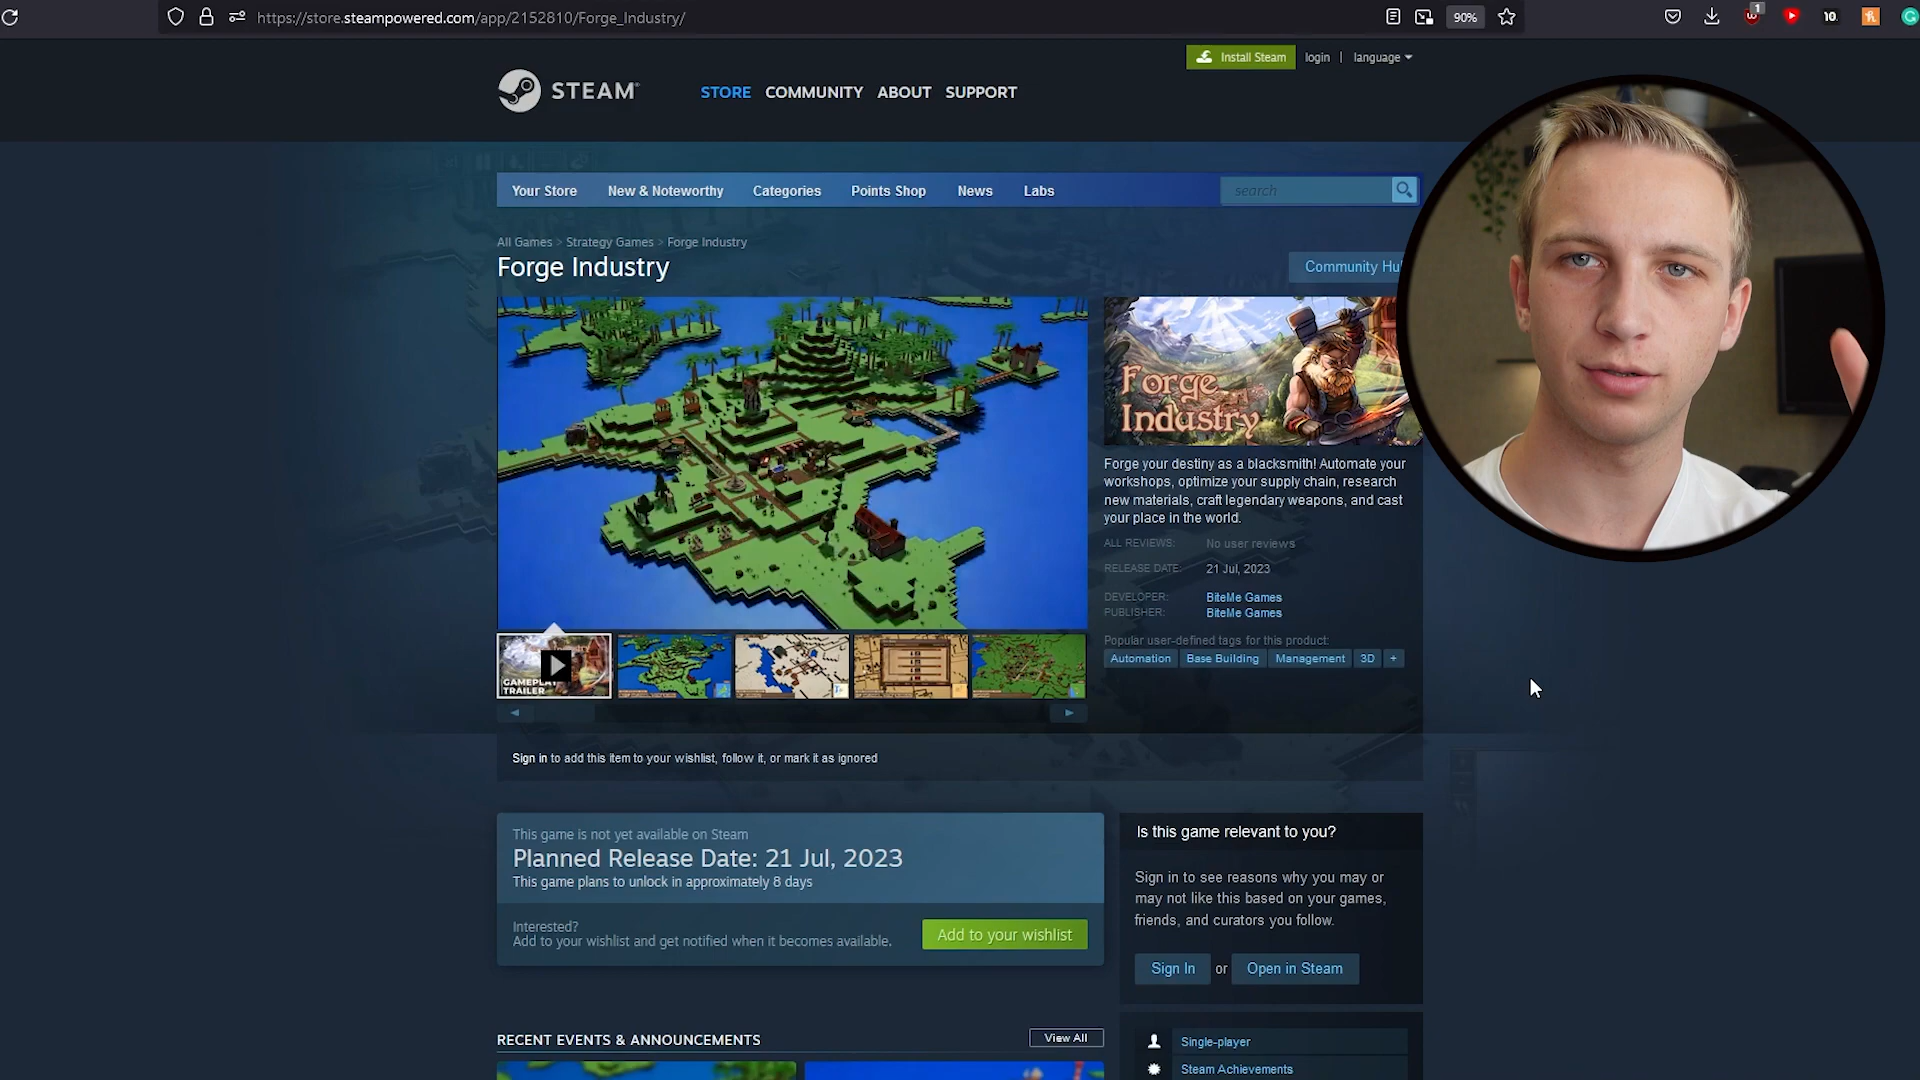 https://store.steampowered.com/app/2152810/Forge_Industry/
90%
1
10.
Install Steam
login
language
STEAM
STORE
COMMUNITY
ABOUT
SUPPORT
Your Store
New & Noteworthy
Categories
Points Shop
News
Labs
search
All Games > Strategy Games > Forge Industry
Forge Industry
Community Hu
Forge
Industry
Forge your destiny as a blacksmith! Automate your
workshops, optimize your supply chain, research
new materials, craft legendary weapons, and cast
your place in the world.
ALL REVIEWS: No user reviews
RELEASE DATE: 21 Jul, 2023
DEVELOPER: BiteMe Games
PUBLISHER: BiteMe Games
Popular user-defined tags for this product:
Automation
Base Building
Management
3D
+
GAMEPLAY
TRAILER
Sign in to add this item to your wishlist, follow it, or mark it as ignored
This game is not yet available on Steam
Planned Release Date: 21 Jul, 2023
This game plans to unlock in approximately 8 days
Interested?
Add to your wishlist and get notified when it becomes available.
Add to your wishlist
Is this game relevant to you?
Sign in to see reasons why you may or
may not like this based on your games,
friends, and curators you follow.
Sign In or Open in Steam
RECENT EVENTS & ANNOUNCEMENTS
View All
Single-player
Steam Achievements